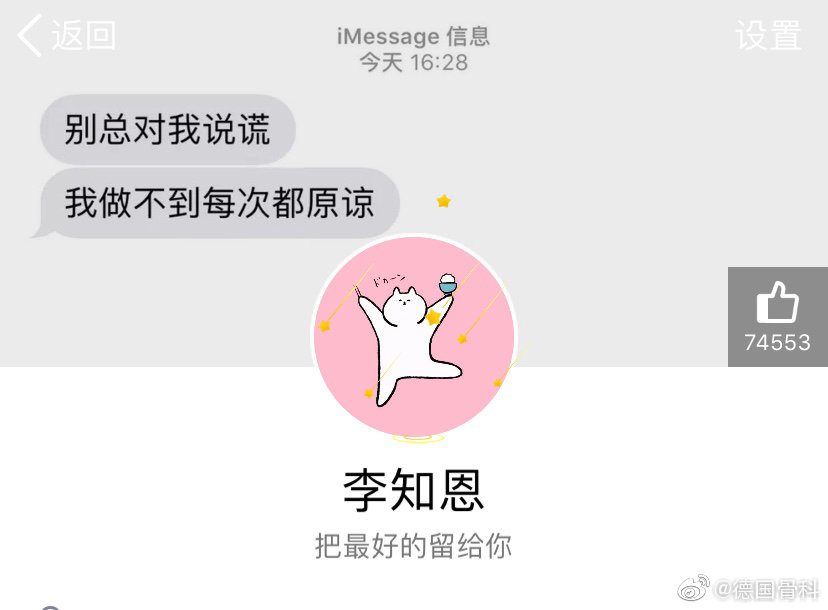 返回
iMessage 信息
设置
今天 16:28
别总对我说谎
我做不到每次都原谅
ドカーン
74553
李知恩
把最好的留给你
@德国骨科